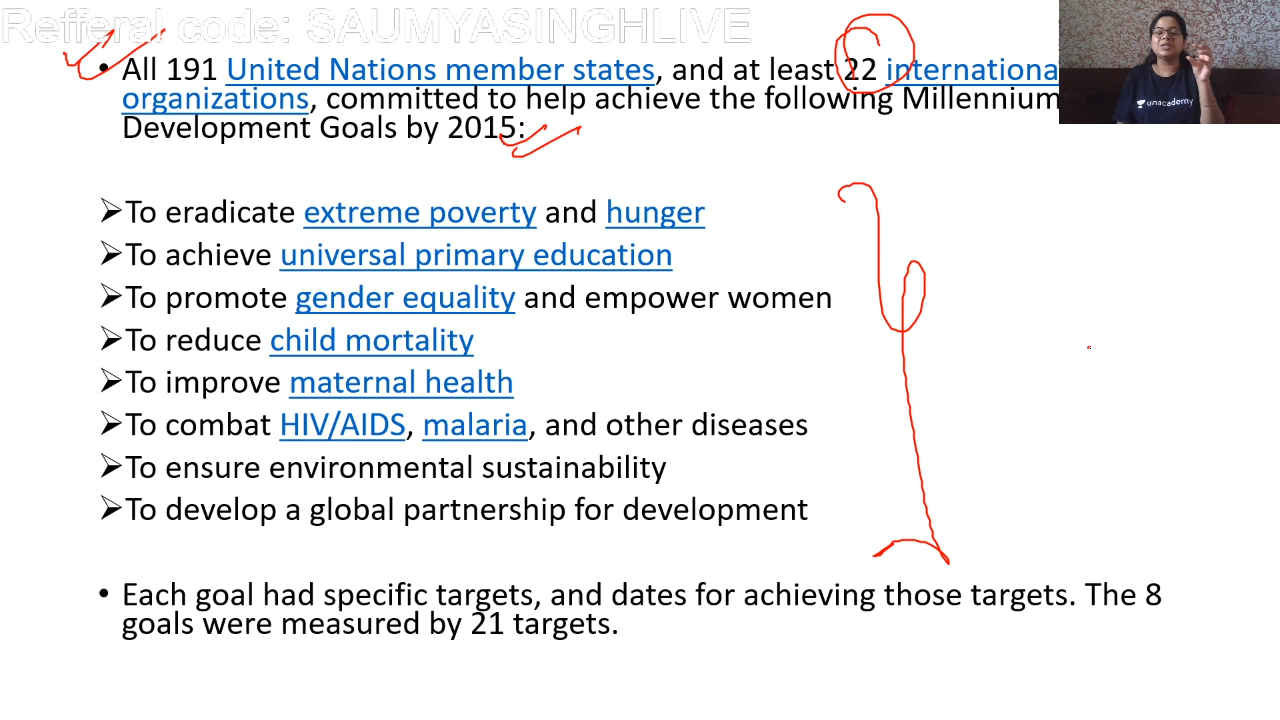 Refferal code: SAUMYASINGHLIVE
• All 191 United Nations member states, and at least 22 internationa
organizations, committed to help achieve the following Millennium
Development Goals by 2015:
unacademy
➢To eradicate extreme poverty and hunger
➢To achieve universal primary education
➢To promote gender equality and empower women
➢To reduce child mortality
➢To improve maternal health
➢To combat HIV/AIDS, malaria, and other diseases
➢To ensure environmental sustainability
➢To develop a global partnership for development
• Each goal had specific targets, and dates for achieving those targets. The 8
goals were measured by 21 targets.